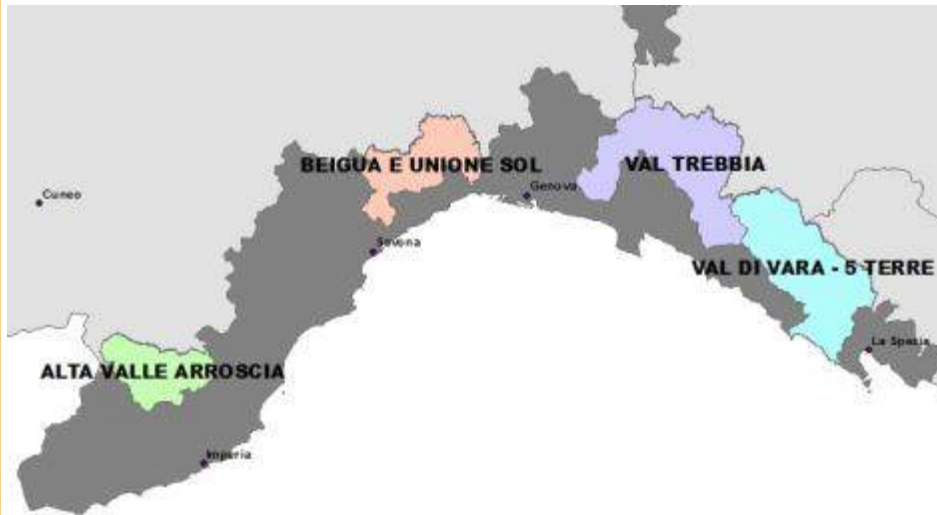 BEIGUA E UNIONE SOL
VAL TREBBIA
Cuneo
Genova
Savona
VAL DI VARA - 5 TERRE
La Spezia
ALTA VALLE ARROSCIA
Imperia